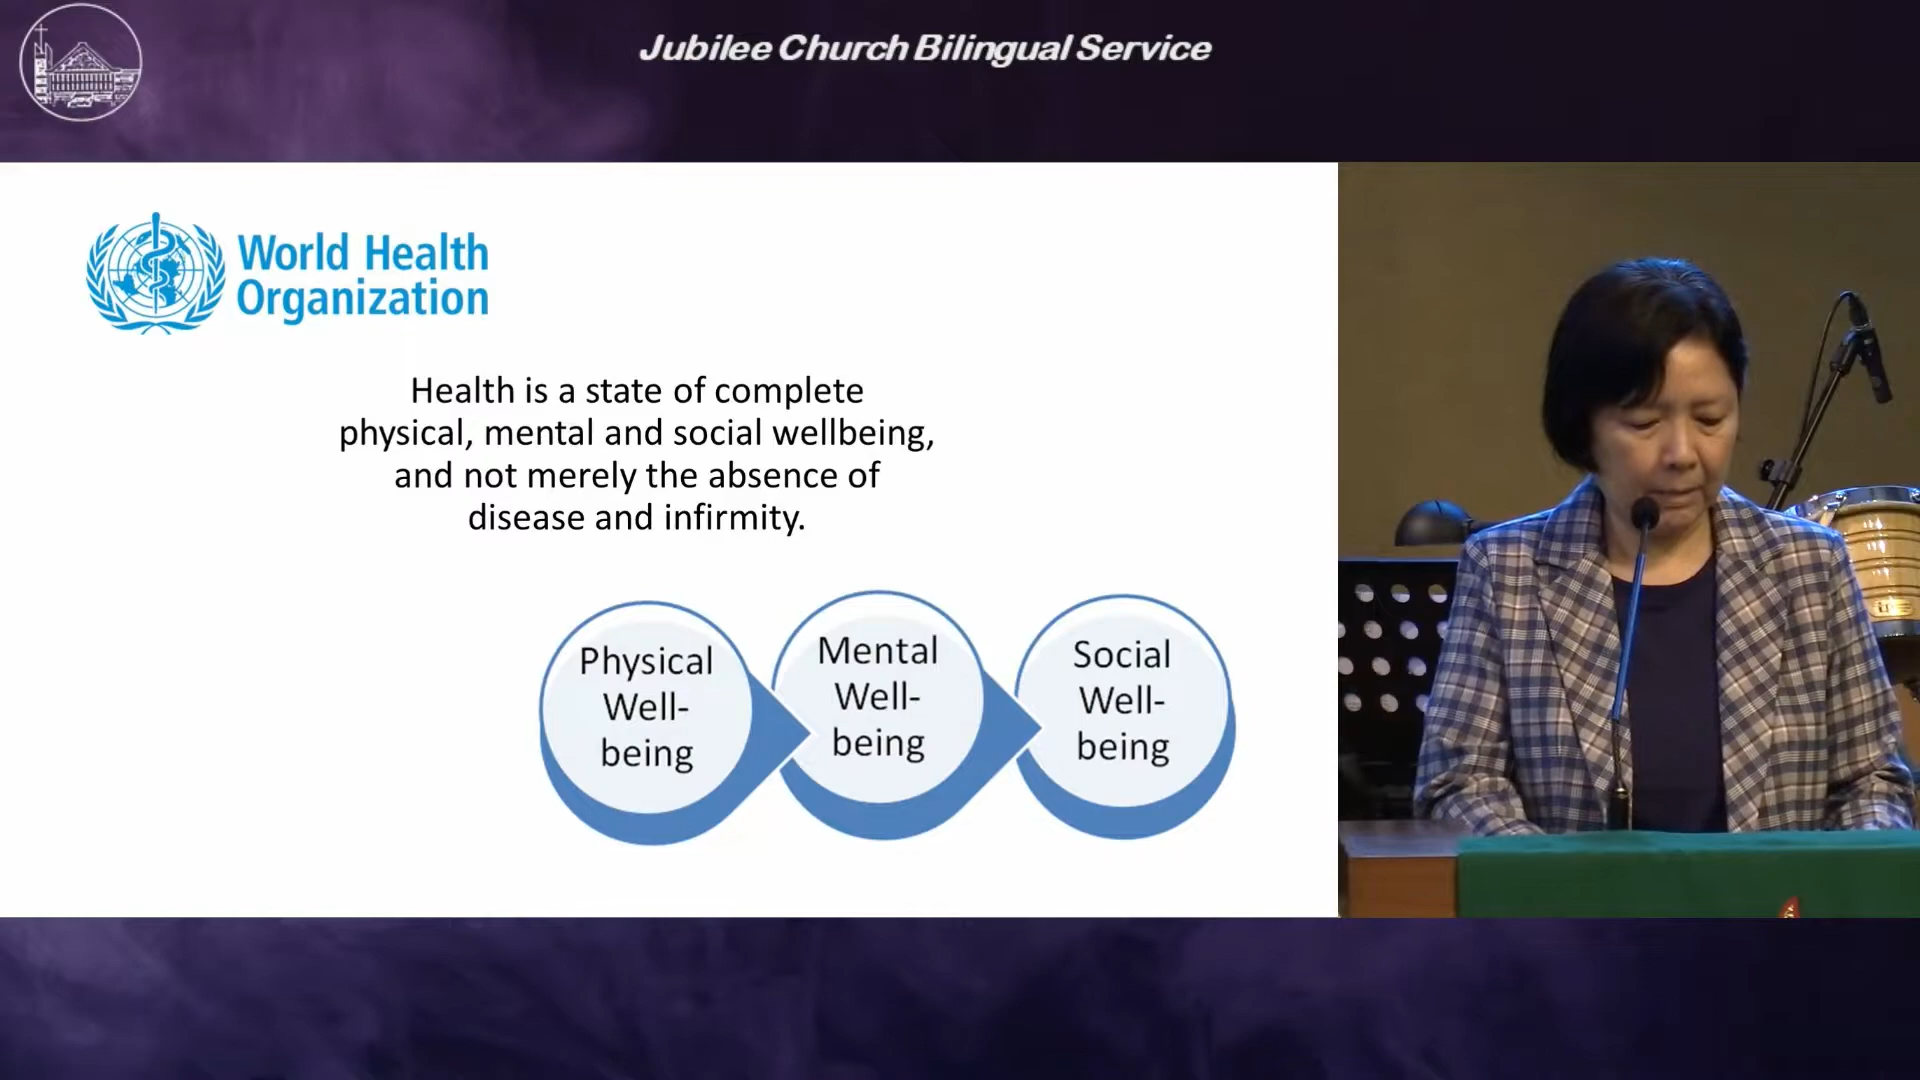 Jubilee Church Bilingual Service
World Health
Organization
Health is a state of complete
physical, mental and social wellbeing,
and not merely the absence of
disease and infirmity.
Physical
Well-
being
Mental
Well-
being
Social
Well-
being